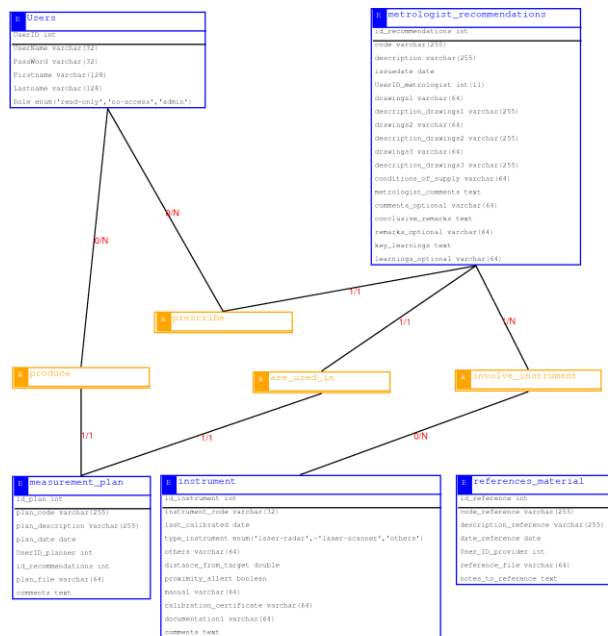 E Users
UserID int
UserName varchar(32)
PassWord varchar(32)
Firstname varchar(128)
Lastname varchar(128)
Role enum('read-only','no-access','admin')
E metrologist_recommendations
id_recommendations int
code varchar(255)
description varchar(255)
issuedate date
UserID_metrologist int(11)
drawings1 varchar(64)
description_drawings1 varchar(255)
drawings2 varchar(64)
description_drawings2 varchar(255)
drawings3 varchar(64)
description_drawings3 varchar(255)
conditions_of_supply varchar(64)
metrologist_comments text
comments_optional varchar(64)
conclusive_remarks text
remarks_optional varchar(64)
key_learnings text
learnings_optional varchar(64)
0/N
0/N
1/1
1/1
1/N
R prescribe
R produce
R are_used_in
R involve_instrument
1/1
1/1
0/N
E measurement_plan
id_plan int
plan_code varchar(255)
plan_description varchar(255)
plan_date date
UserID_planner int
id_recommendations int
plan_file varchar(64)
comments text
E instrument
id_instrument int
instrument_code varchar(32)
last_calibrated date
type_instrument enum('laser-radar',-'laser-scanner','others')
others varchar(64)
distance_from_target double
proximity_allert boolean
manual varchar(64)
calibration_certificate varchar(64)
documentation1 varchar(64)
comments text
E references_material
id_reference int
code_reference varchar(255)
description_reference varchar(255)
date_reference date
User_ID_provider int
reference_file varchar(64)
notes_to_reference text